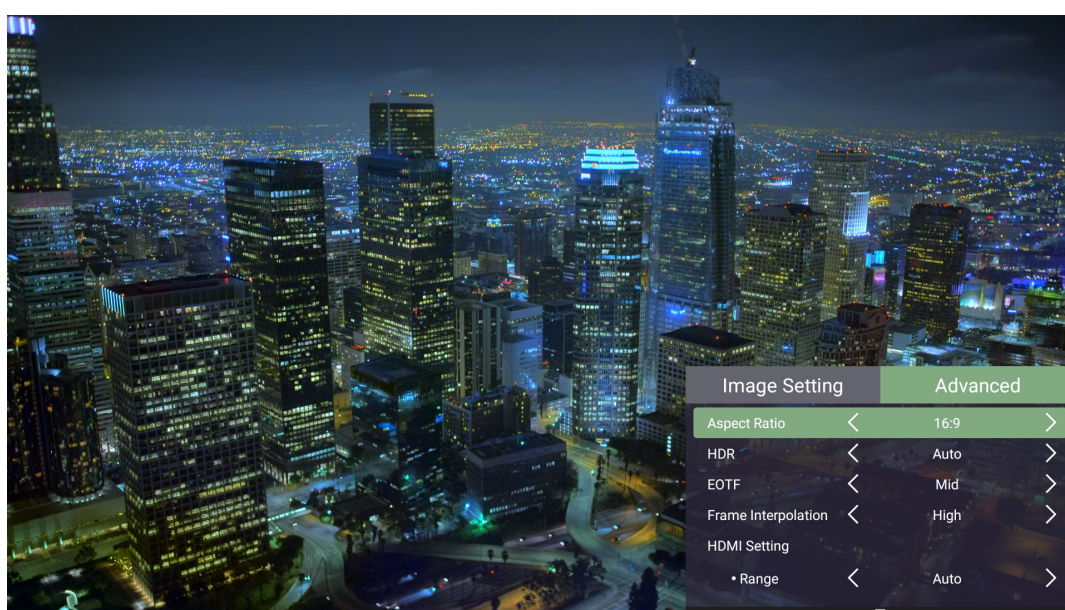 Image Setting Advanced
Aspect Ratio 16:9
HDR Auto
EOTF Mid
Frame Interpolation High
HDMI Setting
• Range Auto